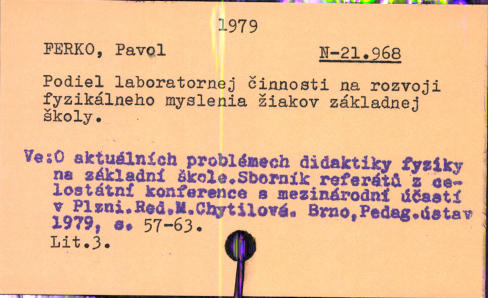 1979
FERKO, Pavol
N-21.968
Podiel laboratornej činnosti na rozvoji
fyzikálneho myslenia žiakov základnej
školy.
Ve:O aktuálních problémech didaktiky fyziky
na základní škole.Sborník referátů z ce-
lostátní konference s mezinárodní účastí
v Plzni.Red.M.Chytilová. Brno,Pedag.ústav
1979, s. 57-63.
Lit.3.